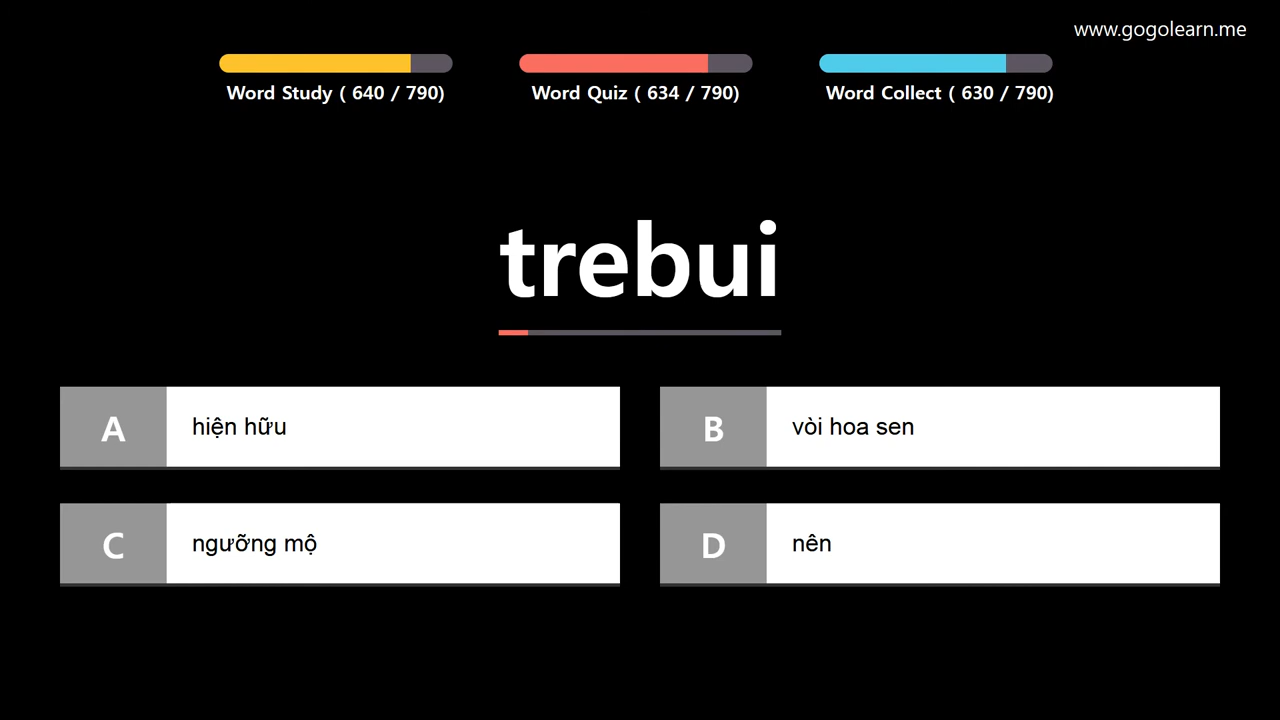 www.gogolearn.me
Word Study ( 640 / 790)
Word Quiz ( 634 / 790)
Word Collect ( 630 / 790)
trebui
A hiện hữu
B vòi hoa sen
C ngưỡng mộ
D nên